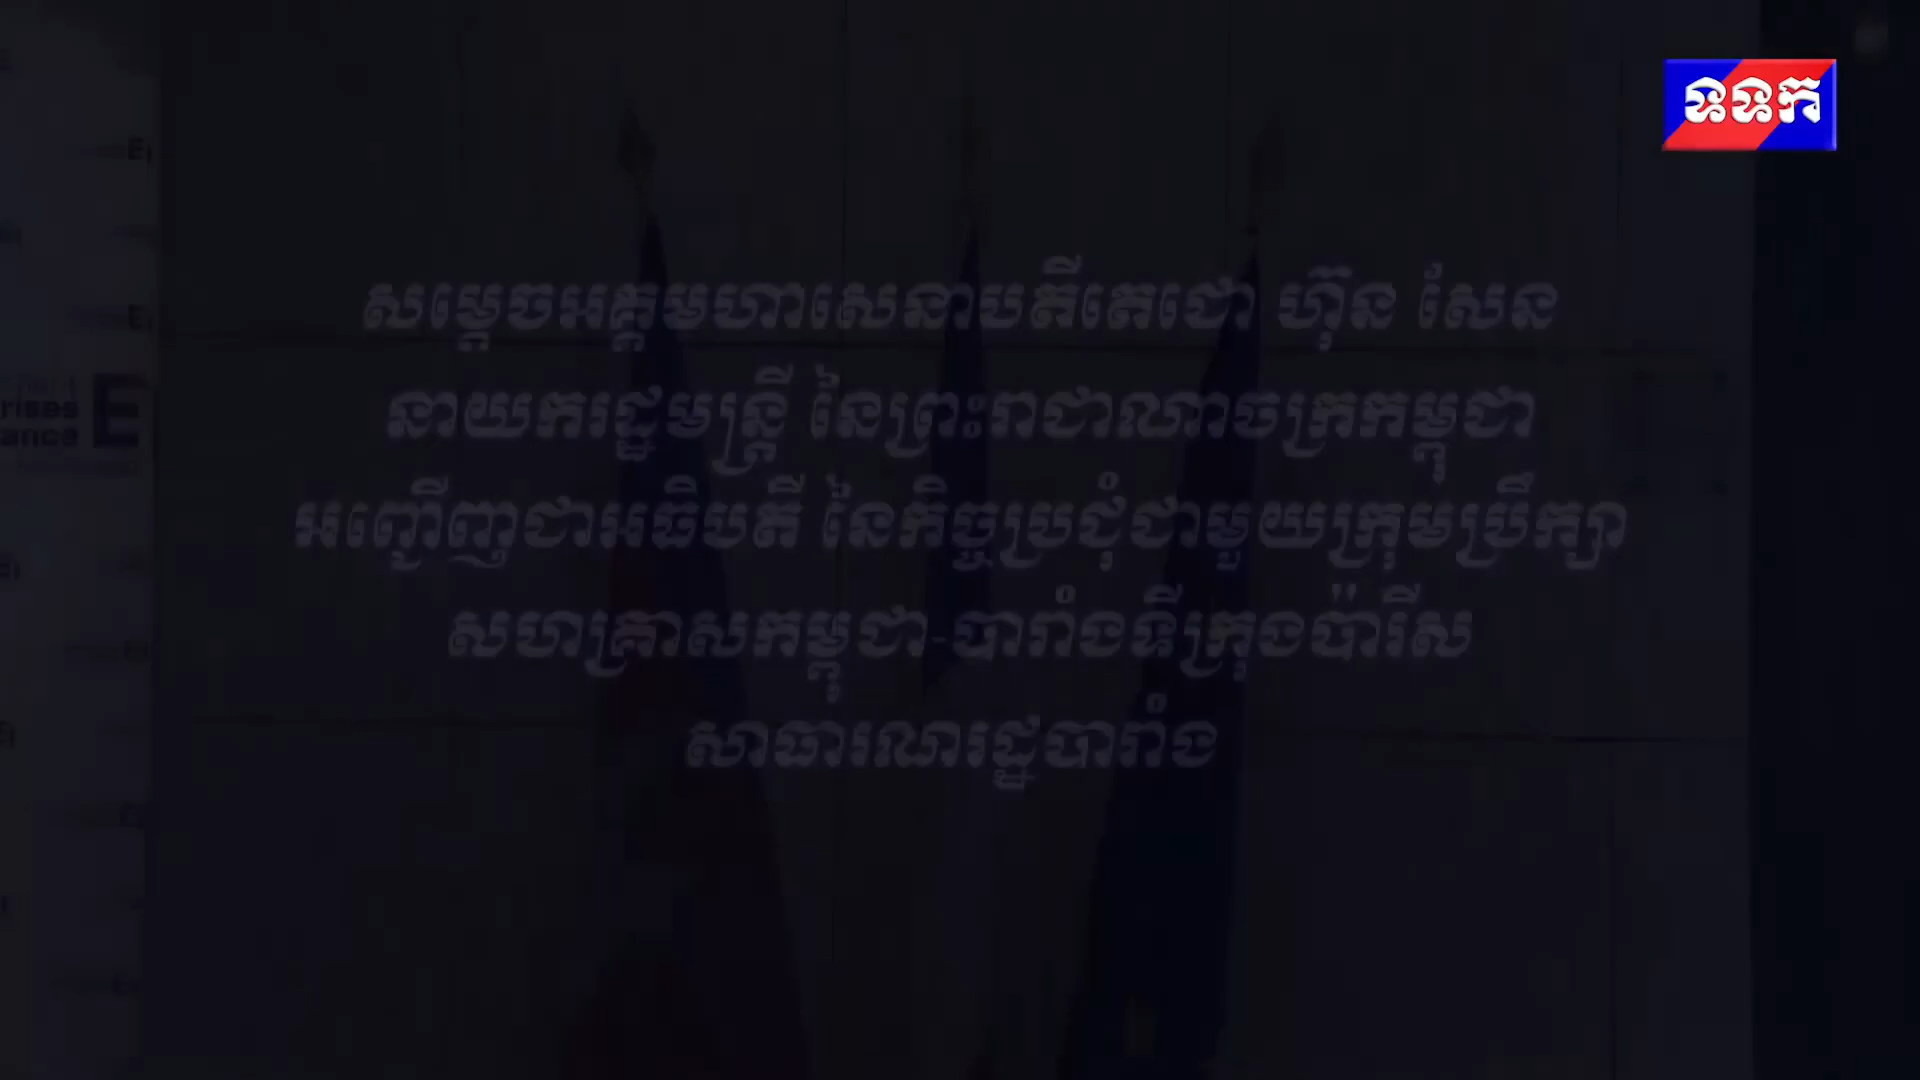 ទទក
សម្តេចអគ្គមហាសេនាបតីតេជោ ហ៊ុន សែន
នាយករដ្ឋមន្ត្រី នៃព្រះរាជាណាចក្រកម្ពុជា
អញ្ជើញជាអធិបតី នៃកិច្ចប្រជុំជាមួយក្រុមប្រឹក្សា
សហគ្រាសកម្ពុជា-បារាំងទីក្រុងប៉ារីស
សាធារណរដ្ឋបារាំង
rises
ance
E